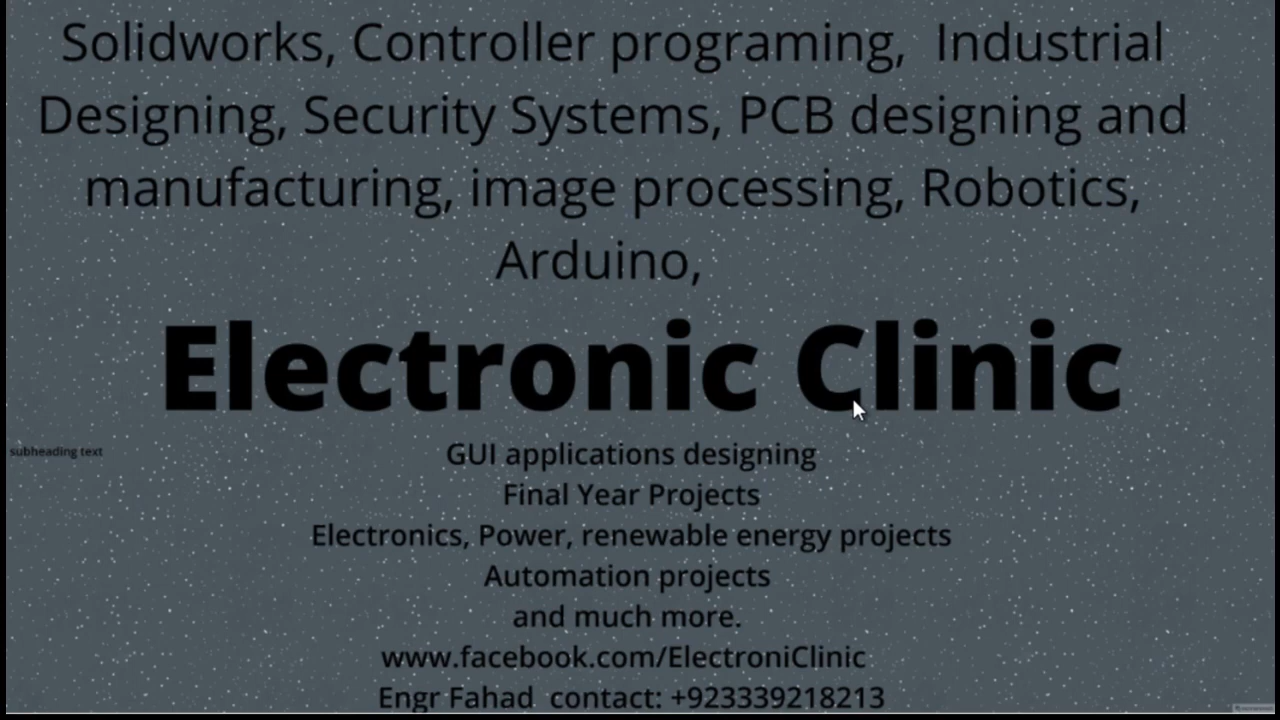 Solidworks, Controller programing, Industrial
Designing, Security Systems, PCB designing and
manufacturing, image processing, Robotics,
Arduino,
Electronic Clinic
subheading text
GUI applications designing
Final Year Projects
Electronics, Power, renewable energy projects
Automation projects
and much more.
www.facebook.com/ElectroniClinic
Engr Fahad contact: +923339218213